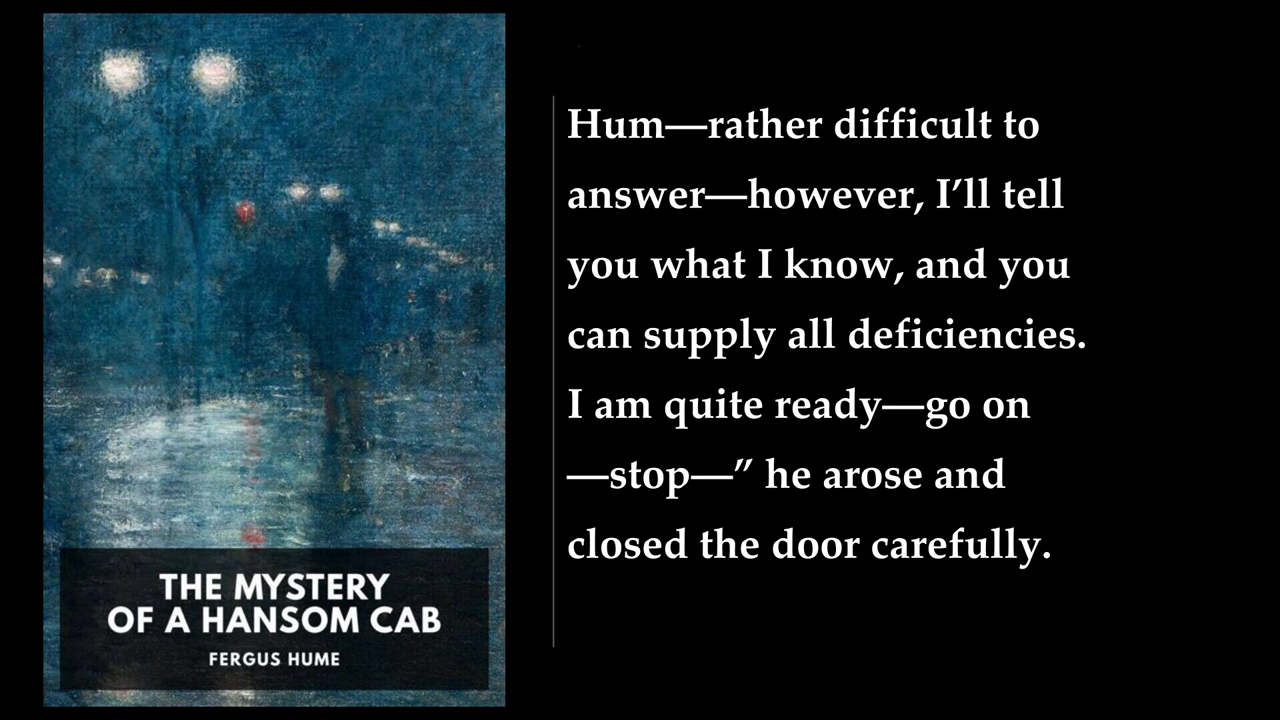 Hum—rather difficult to
answer—however, I’ll tell
you what I know, and you
can supply all deficiencies.
I am quite ready—go on
—stop—” he arose and
closed the door carefully.
THE MYSTERY
OF A HANSOM CAB
FERGUS HUME